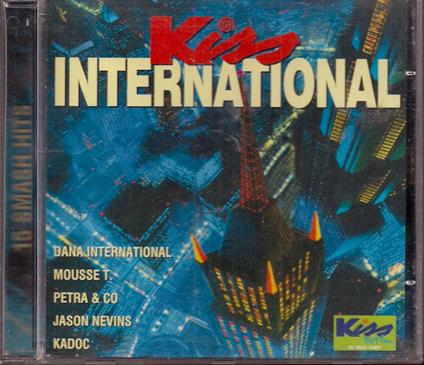 Kiss
INTERNATIONAL
16 SMASH HITS
DANA INTERNATIONAL
MOUSSE T.
PETRA & CO
JASON NEVINS
KADOC
Kiss